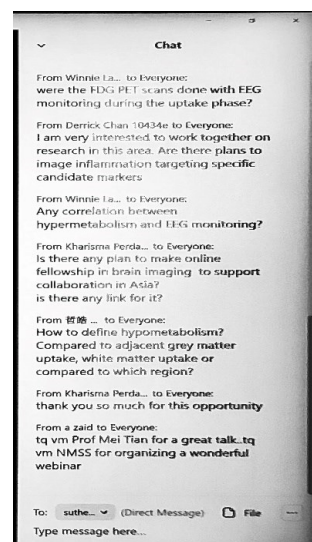 Chat
From Winnie La... to Everyone:
were the FDG PET scans done with EEG
monitoring during the uptake phase?
From Derrick Chan 10434e to Everyone:
I am very interested to work together on
research in this area. Are there plans to
image inflammation targeting specific
candidate markers
From Winnie La... to Everyone:
Any correlation between
hypermetabolism and EEG monitoring?
From Kharisma Perda... to Everyone:
Is there any plan to make online
fellowship in brain imaging to support
collaboration in Asia?
is there any link for it?
From 哲皓 ... to Everyone:
How to define hypometabolism?
Compared to adjacent grey matter
uptake, white matter uptake or
compared to which region?
From Kharisma Perda... to Everyone:
thank you so much for this opportunity
From a zaid to Everyone:
tq vm Prof Mei Tian for a great talk..tq
vm NMSS for organizing a wonderful
webinar
To: suthe... (Direct Message) File ...
Type message here...